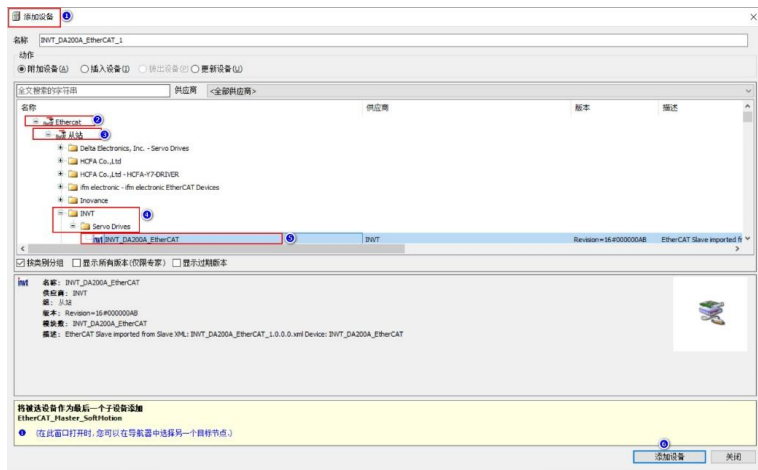 添加设备 1
名称 INVT_DA200A_EtherCAT_1
动作
附加设备(A) 插入设备(I) 拔出设备(P) 更新设备(U)
全文搜索的字符串 供应商 <全部供应商>
名称 供应商 版本 描述
Ethercat 2
从站 3
Delta Electronics, Inc. - Servo Drives
HCFA Co.,Ltd
HCFA Co.,Ltd - HCFA-Y7-DRIVER
ifm electronic - ifm electronic EtherCAT Devices
Inovance
INVT 4
Servo Drives
invt INVT_DA200A_EtherCAT 5 INVT Revision=16#000000AB EtherCAT Slave imported fr
按类别分组 显示所有版本(仅限专家) 显示过期版本
invt 名称: INVT_DA200A_EtherCAT
供应商: INVT
组: 从站
版本: Revision=16#000000AB
模块数: INVT_DA200A_EtherCAT
描述: EtherCAT Slave imported from Slave XML: INVT_DA200A_EtherCAT_1.0.0.0.xml Device: INVT_DA200A_EtherCAT
将被选设备作为最后一个子设备添加
EtherCAT_Master_SoftMotion
(在此窗口打开时,您可以在导航器中选择另一个目标节点.)
6
添加设备 关闭